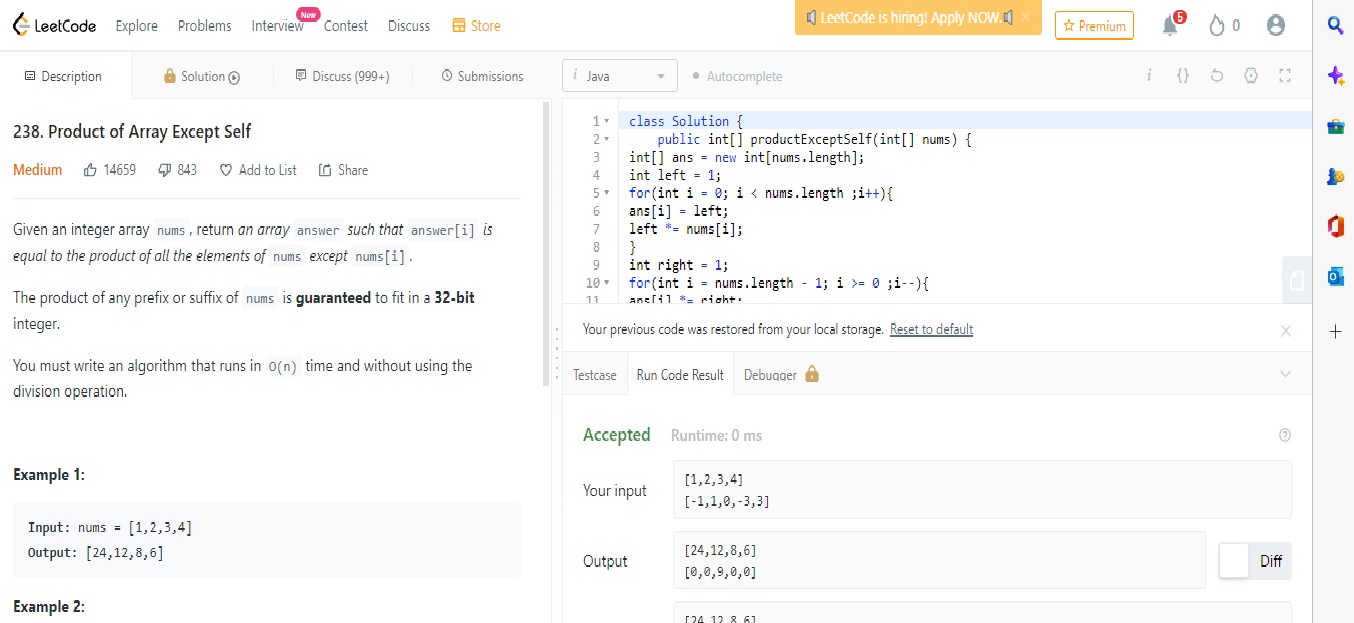 LeetCode Explore Problems Interview New Contest Discuss Store LeetCode is hiring! Apply NOW. × Premium 5 0
Description Solution Discuss (999+) Submissions
i Java Autocomplete i {}
238. Product of Array Except Self
Medium 14659 843 Add to List Share
Given an integer array nums, return an array answer such that answer[i] is
equal to the product of all the elements of nums except nums[i].
The product of any prefix or suffix of nums is guaranteed to fit in a 32-bit
integer.
You must write an algorithm that runs in O(n) time and without using the
division operation.
Example 1:
Input: nums = [1,2,3,4]
Output: [24,12,8,6]
Example 2:
1 class Solution {
2 public int[] productExceptSelf(int[] nums) {
3 int[] ans = new int[nums.length];
4 int left = 1;
5 for(int i = 0; i < nums.length ;i++){
6 ans[i] = left;
7 left *= nums[i];
8 }
9 int right = 1;
10 for(int i = nums.length - 1; i >= 0 ;i--){
11 ans[i] *= right;
Your previous code was restored from your local storage. Reset to default
Testcase Run Code Result Debugger
Accepted Runtime: 0 ms
Your input
[1,2,3,4]
[-1,1,0,-3,3]
Output
[24,12,8,6]
[0,0,9,0,0]
Diff
[24,12,8,6]